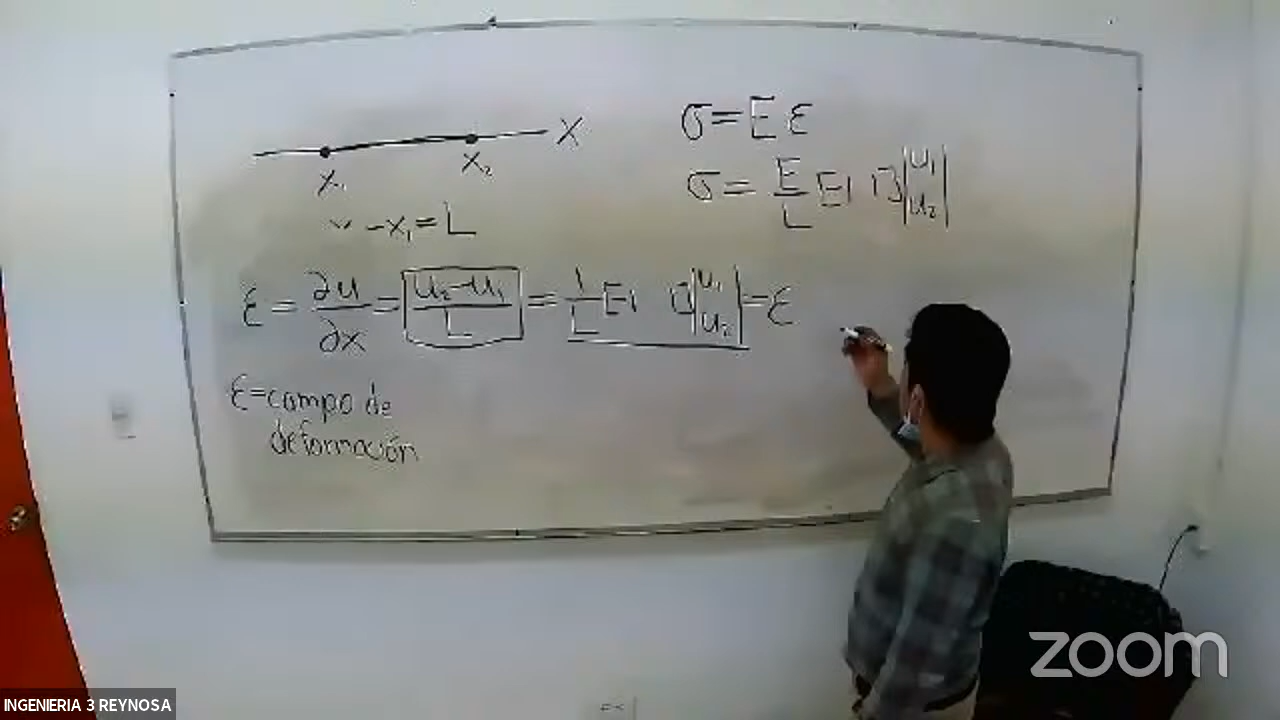 X
X₁ X₂
-x₁ = L
σ = E ε
σ = E/L [-1 1] |u₁ u₂|
ε = ∂u/∂x = u₂-u₁/L = 1/L [-1 1] |u₁ u₂| = ε
ε = campo de
deformación
zoom
INGENIERIA 3 REYNOSA